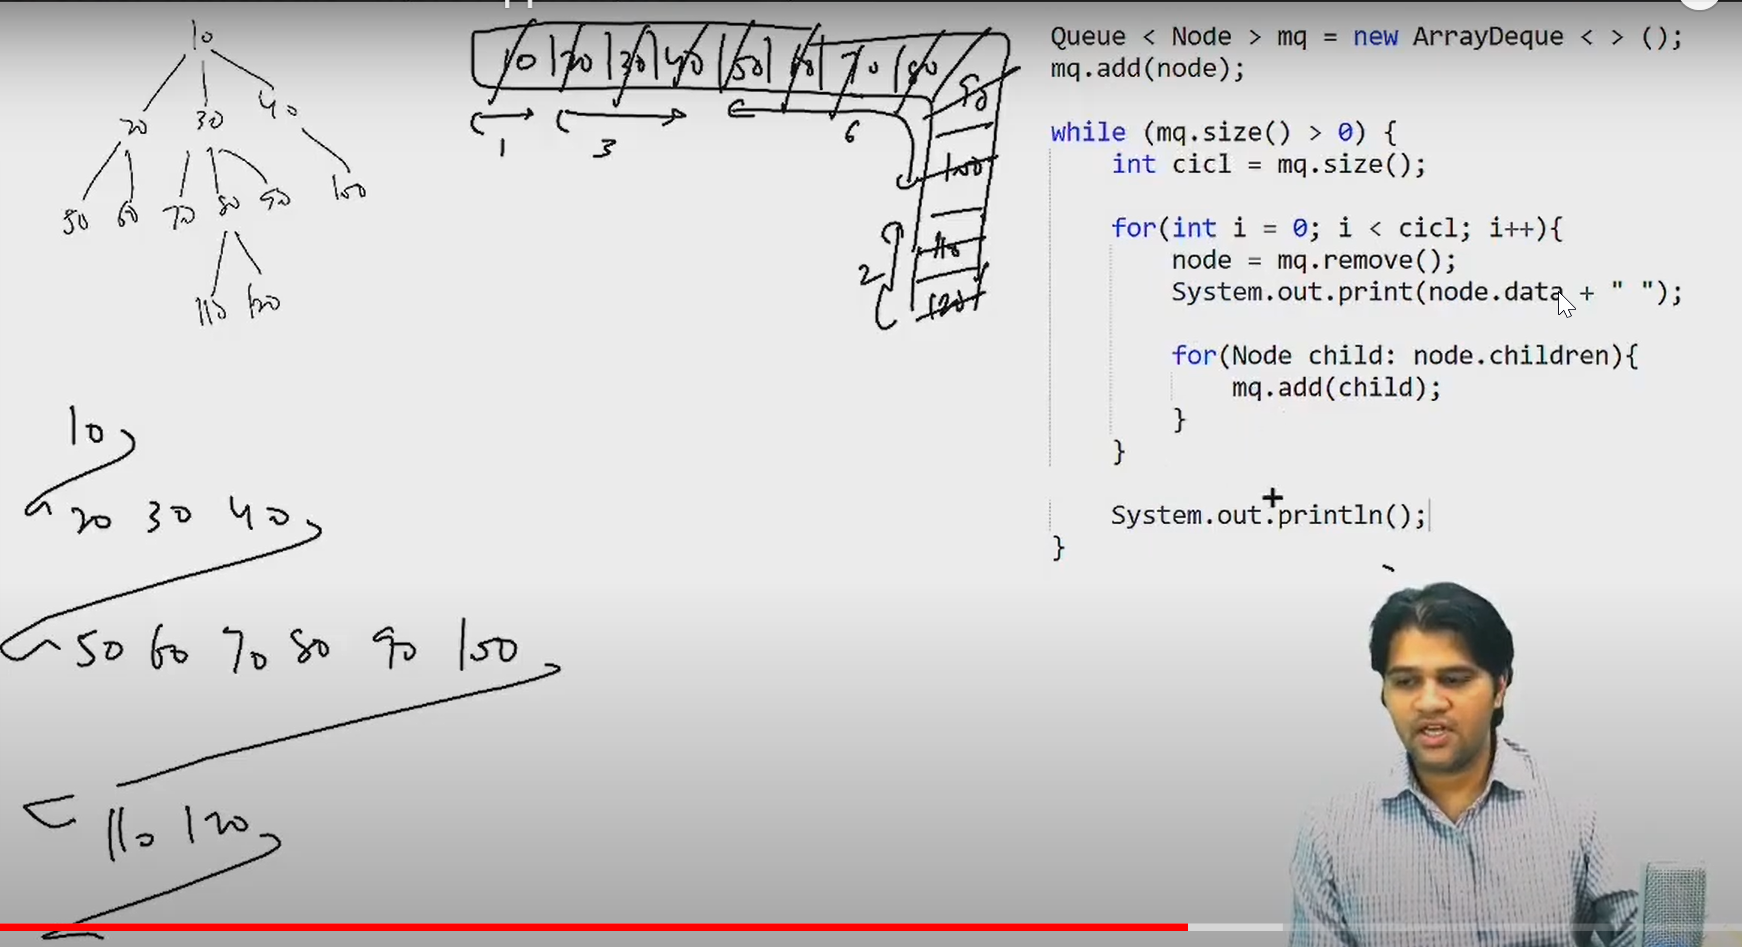 10
20 30 40
50 60 70 80 90 100
110 120
10 20 30 40 50 60 70 80
90
100
110
120
1
3
6
2
Queue < Node > mq = new ArrayDeque < > ();
mq.add(node);
while (mq.size() > 0) {
int cicl = mq.size();
for(int i = 0; i < cicl; i++){
node = mq.remove();
System.out.print(node.data + " ");
for(Node child: node.children){
mq.add(child);
}
}
System.out.println();
}
10
20 30 40
50 60 70 80 90 100
110 120